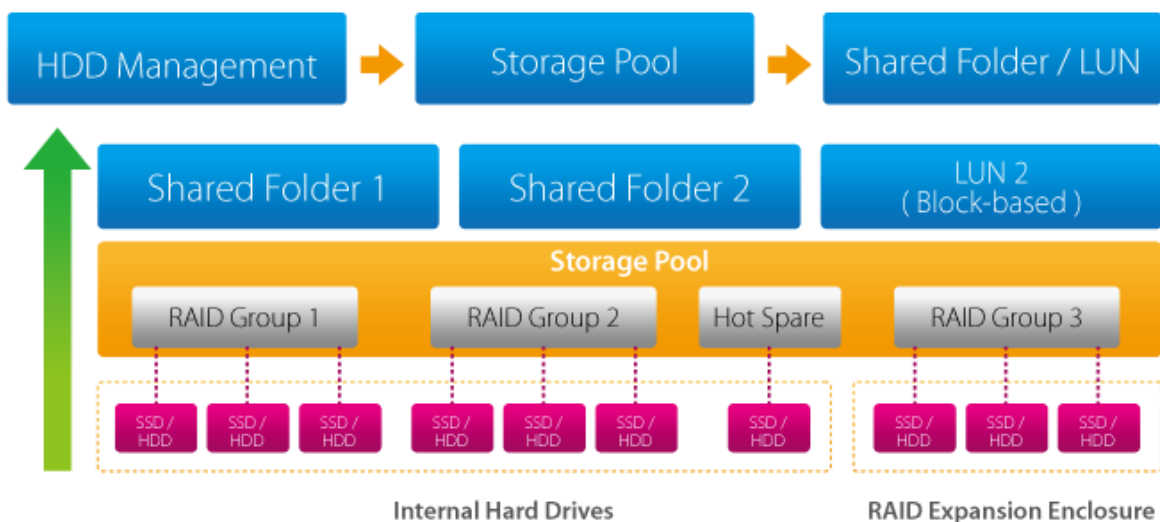 HDD Management
Storage Pool
Shared Folder / LUN
Shared Folder 1
Shared Folder 2
LUN 2
( Block-based )
Storage Pool
RAID Group 1
RAID Group 2
Hot Spare
RAID Group 3
SSD /
HDD
SSD /
HDD
SSD /
HDD
SSD /
HDD
SSD /
HDD
SSD /
HDD
SSD /
HDD
SSD /
HDD
SSD /
HDD
SSD /
HDD
Internal Hard Drives
RAID Expansion Enclosure